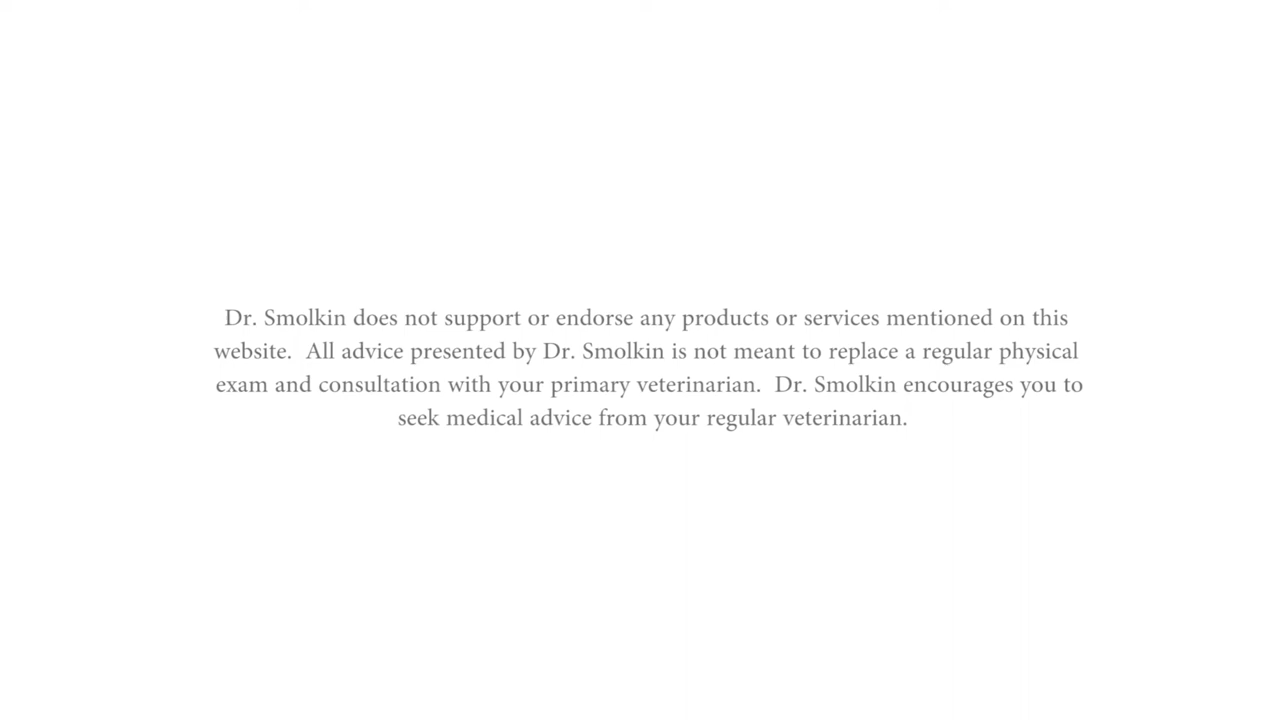 Dr. Smolkin does not support or endorse any products or services mentioned on this
website.  All advice presented by Dr. Smolkin is not meant to replace a regular physical
exam and consultation with your primary veterinarian.  Dr. Smolkin encourages you to
seek medical advice from your regular veterinarian.